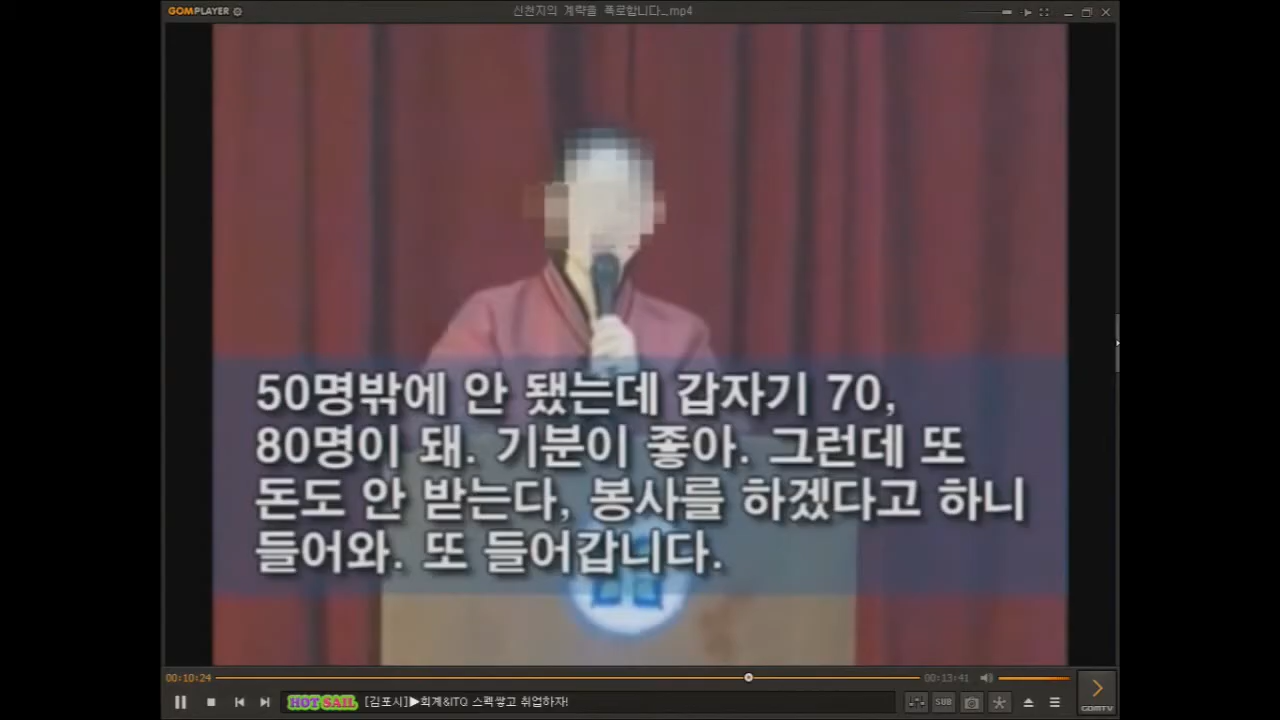 GOMPLAYER
신천지의 계략을 폭로합니다_.mp4
50명밖에 안 됐는데 갑자기 70,
80명이 돼. 기분이 좋아. 그런데 또
돈도 안 받는다, 봉사를 하겠다고 하니
들어와. 또 들어갑니다.
00:10:24
00:13:41
HOT SAIL [김포시]▶회계&ITQ 스펙쌓고 취업하자!
SUB
GOMTV